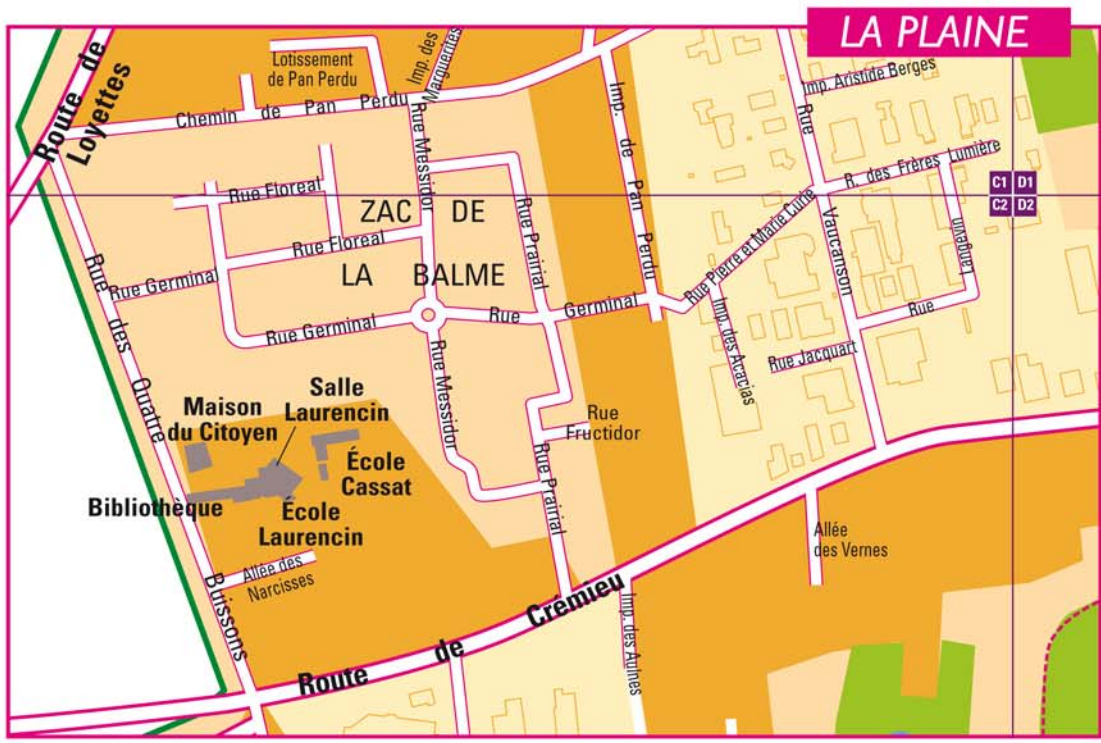 LA PLAINE
Route de
Loyettes
Lotissement
de Pan Perdu
Imp. des
Marguerites
Chemin de Pan Perdu
Imp. de Pan Perdu
Rue Vaucanson
Imp. Aristide Berges
R. des Frères Lumière
C1 D1
C2 D2
Rue Messidor
Rue Floreal
ZAC DE
LA BALME
Rue Floreal
Rue Prairial
Rue Pierre et Marie Curie
Rue Langevin
Rue Germinal
Rue Germinal
Rue Germinal
Imp. des Acacias
Rue Jacquart
Rue des Quatre Buissons
Rue Messidor
Salle
Laurencin
Maison
du Citoyen
Rue
Fructidor
École
Cassat
Bibliothèque
École
Laurencin
Rue Prairial
Allée des
Narcisses
Allée
des Vernes
Imp. des Aulnes
Route de Crémieu